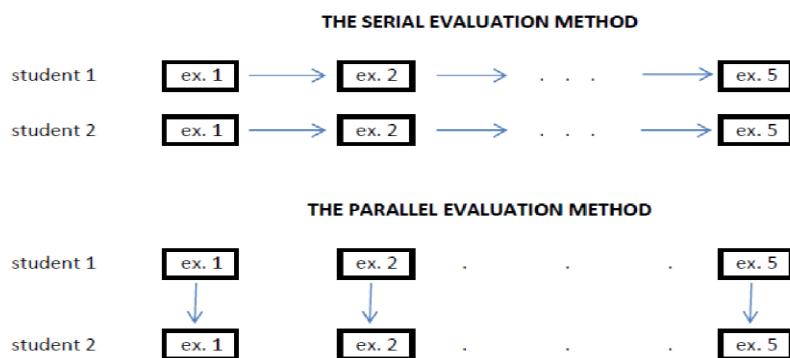 THE SERIAL EVALUATION METHOD
student 1 ex. 1 ex. 2 . . . ex. 5
student 2 ex. 1 ex. 2 . . . ex. 5
THE PARALLEL EVALUATION METHOD
student 1 ex. 1 ex. 2 . . . ex. 5
student 2 ex. 1 ex. 2 . . . ex. 5